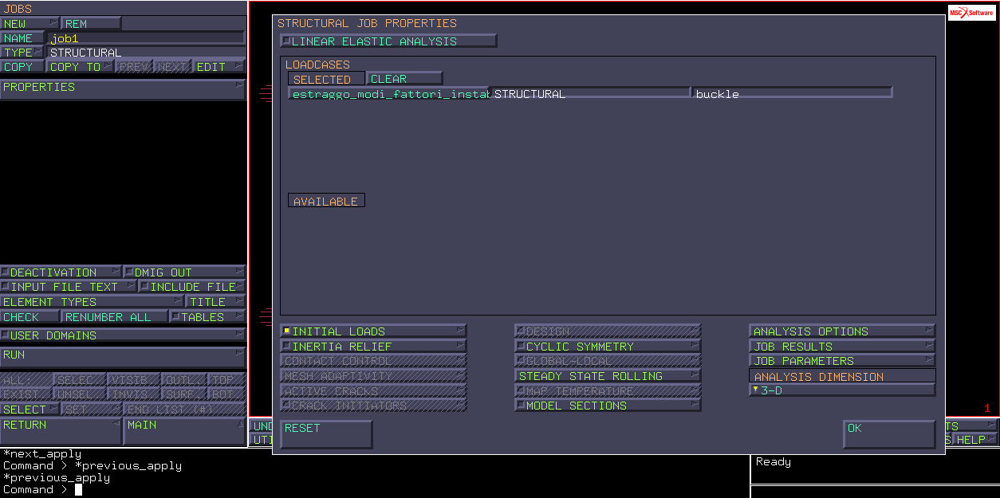 JOBS
NEW REM
NAME job1
TYPE STRUCTURAL
COPY COPY TO PREV NEXT EDIT
PROPERTIES
DEACTIVATION DMIG OUT
INPUT FILE TEXT INCLUDE FILE
ELEMENT TYPES TITLE
CHECK RENUMBER ALL TABLES
USER DOMAINS
RUN
ALL: SELEC. VISIB. OUTL. TOP
EXIST. UNSEL. INVIS. SURF. BOT.
SELECT SET END LIST (#)
RETURN MAIN
MSC Software
STRUCTURAL JOB PROPERTIES
LINEAR ELASTIC ANALYSIS
LOADCASES
SELECTED CLEAR
estraggo_modi_fattori_instab STRUCTURAL buckle
AVAILABLE
INITIAL LOADS DESIGN ANALYSIS OPTIONS
INERTIA RELIEF CYCLIC SYMMETRY JOB RESULTS
CONTACT CONTROL GLOBAL-LOCAL JOB PARAMETERS
MESH ADAPTIVITY STEADY STATE ROLLING ANALYSIS DIMENSION
ACTIVE CRACKS MAP TEMPERATURE 3-D
CRACK INITIATORS MODEL SECTIONS
RESET OK
1
UND TS
UTI S HELP
*next_apply
Command > *previous_apply
*previous_apply
Command >
Ready